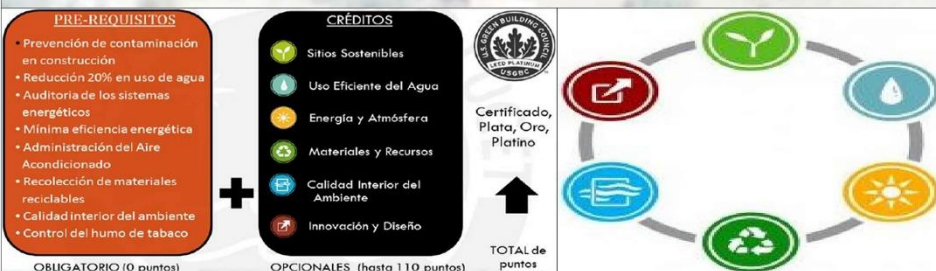 PRE-REQUISITOS
• Prevención de contaminación
en construcción
• Reducción 20% en uso de agua
• Auditoria de los sistemas
energéticos
• Mínima eficiencia energética
• Administración del Aire
Acondicionado
• Recolección de materiales
reciclables
• Calidad interior del ambiente
• Control del humo de tabaco
OBLIGATORIO (0 puntos)
+
CRÉDITOS
Sitios Sostenibles
Uso Eficiente del Agua
Energía y Atmósfera
Materiales y Recursos
Calidad Interior del
Ambiente
Innovación y Diseño
OPCIONALES (hasta 110 puntos)
U.S. GREEN BUILDING COUNCIL
LEED PLATINUM
USGBC
Certificado,
Plata, Oro,
Platino
TOTAL de
puntos